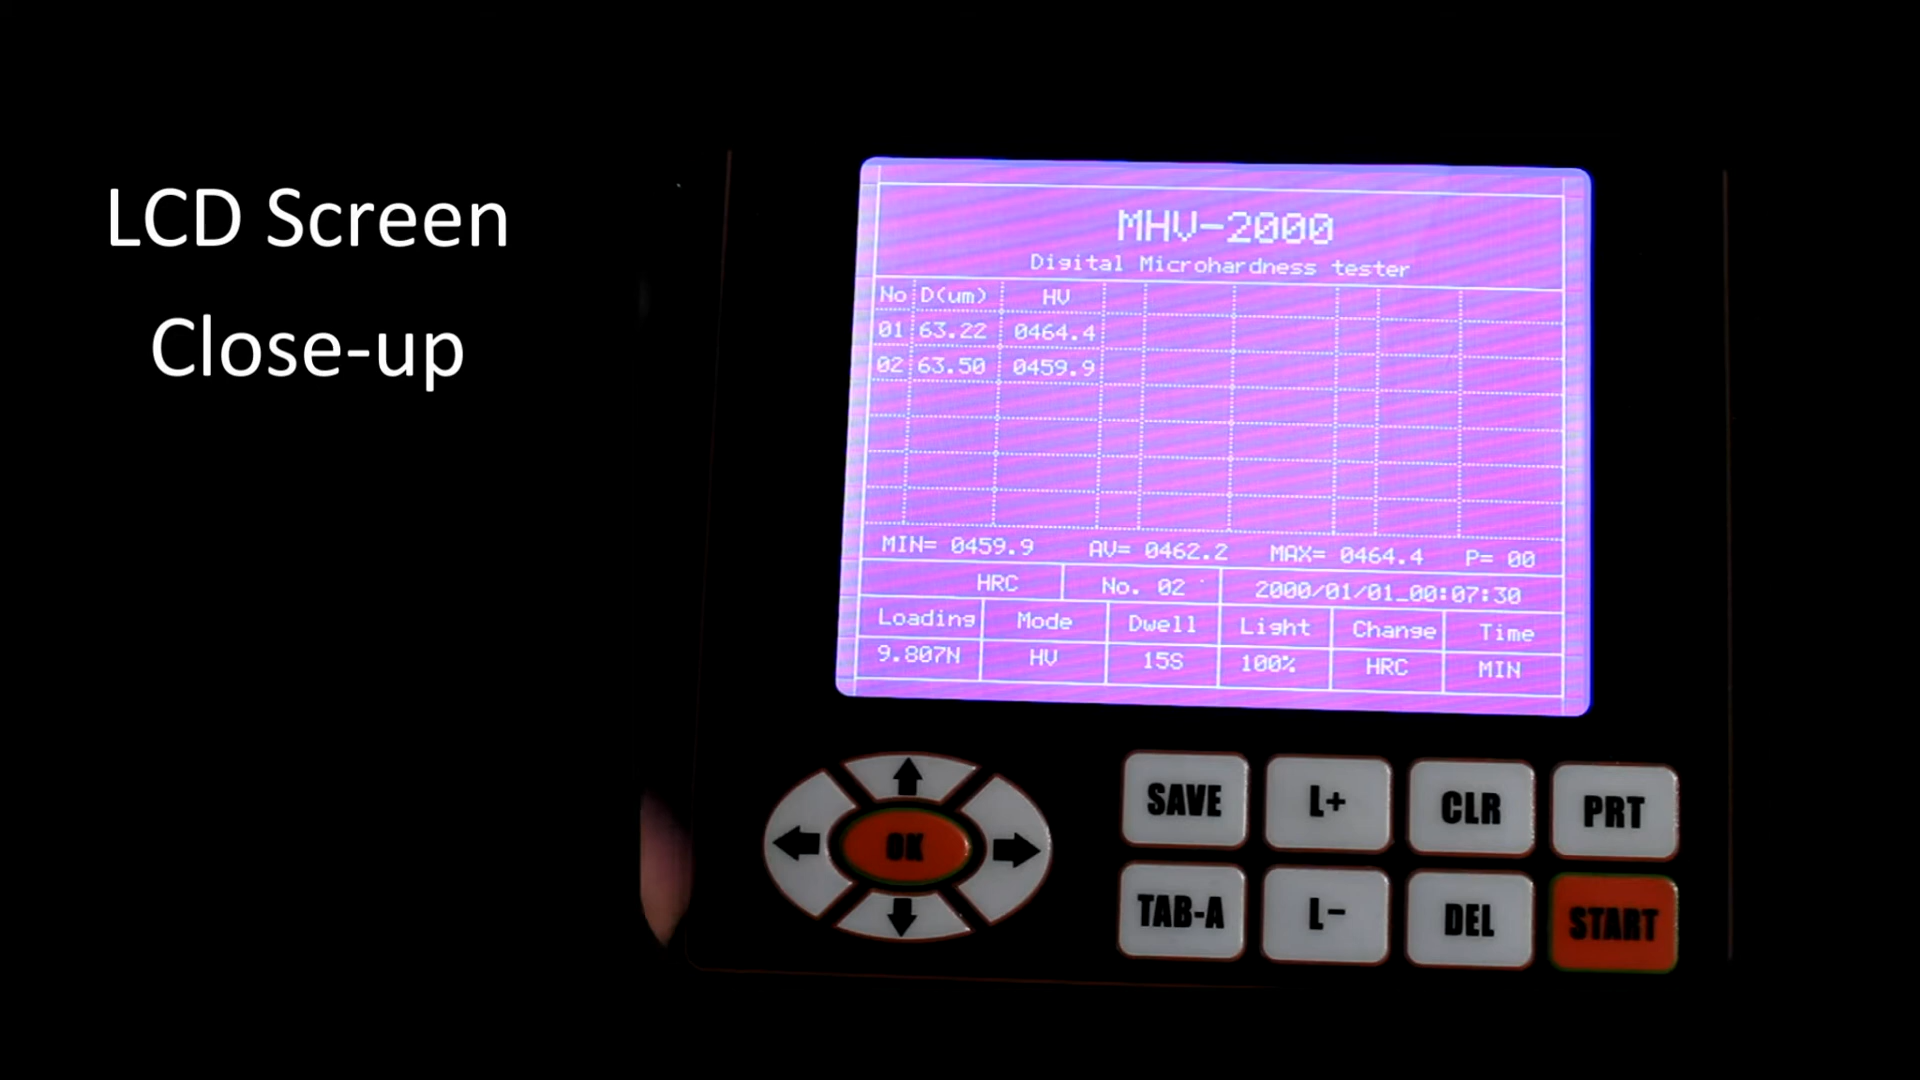 LCD Screen
Close-up
MHV-2000
Digital Microhardness tester
No D(um) HV
01 63.22 0464.4
02 63.50 0459.9
MIN= 0459.9 AV= 0462.2 MAX= 0464.4 P= 00
HRC No. 02 2000/01/01_00:07:30
Loading Mode Dwell Light Change Time
9.807N HV 15S 100% HRC MIN
SAVE L+ CLR PRT
OK
TAB-A L- DEL START